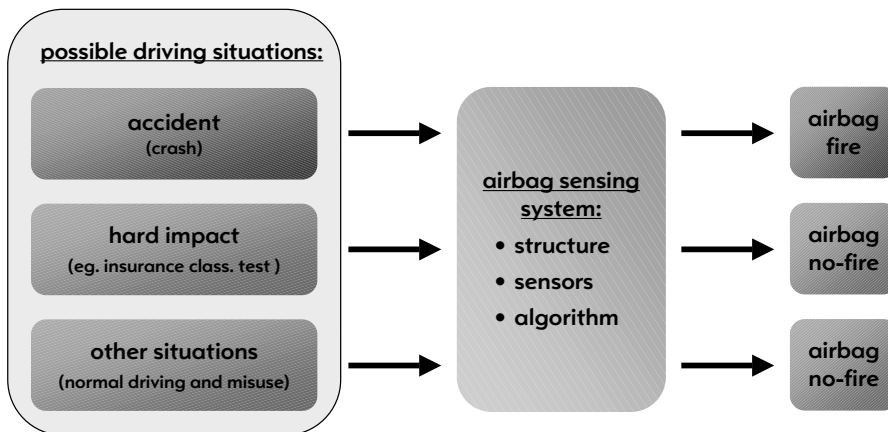 possible driving situations:
accident
(crash)
hard impact
(eg. insurance class. test )
other situations
(normal driving and misuse)
airbag sensing
system:
• structure
• sensors
• algorithm
airbag
fire
airbag
no-fire
airbag
no-fire